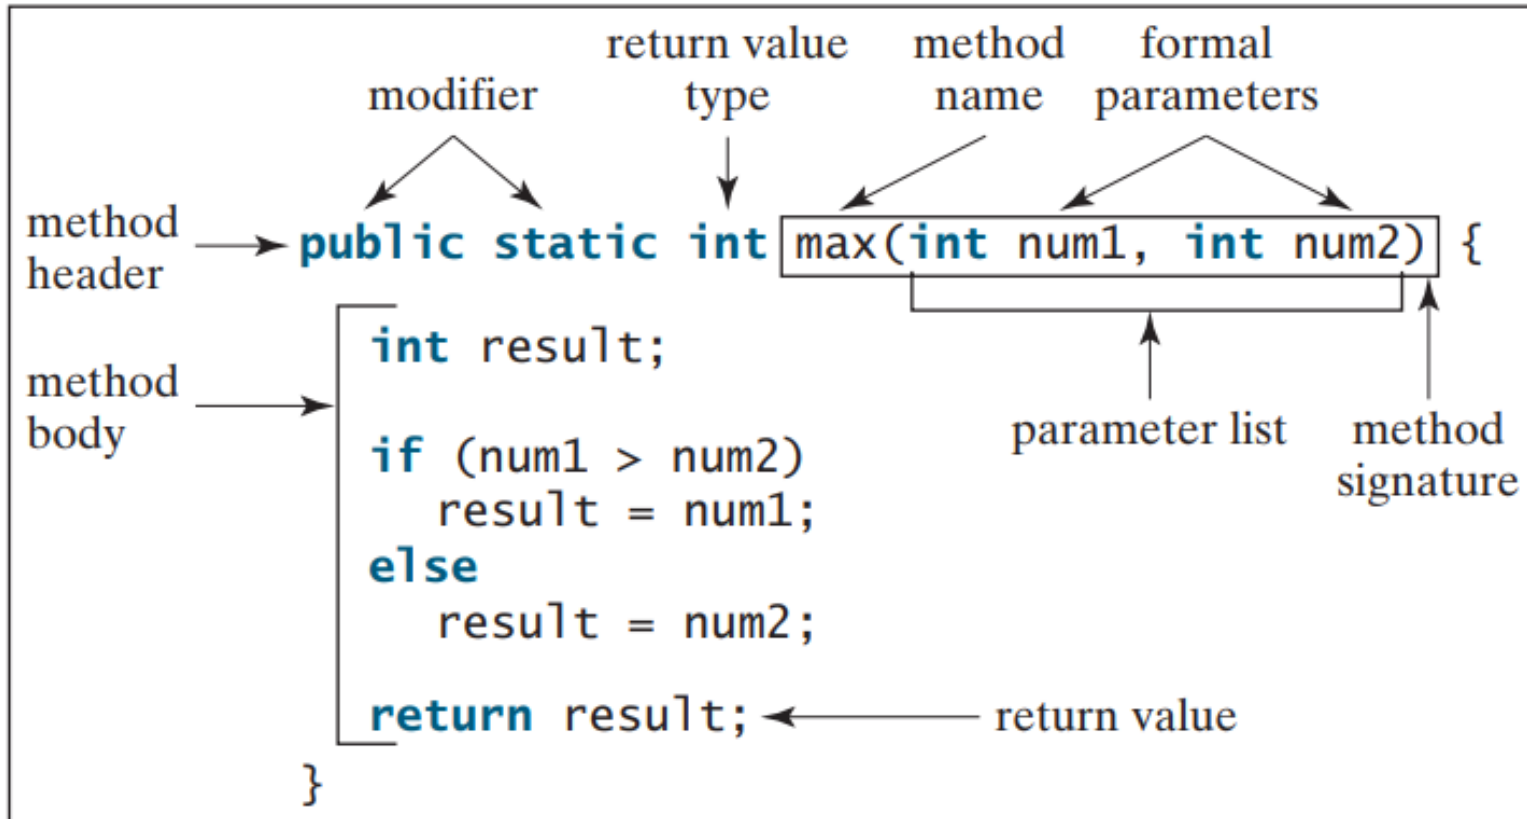 return value
type
method
name
formal
parameters
modifier
method
header
public static int max(int num1, int num2) {
int result;
method
body
parameter list
method
signature
if (num1 > num2)
result = num1;
else
result = num2;
return result;
return value
}